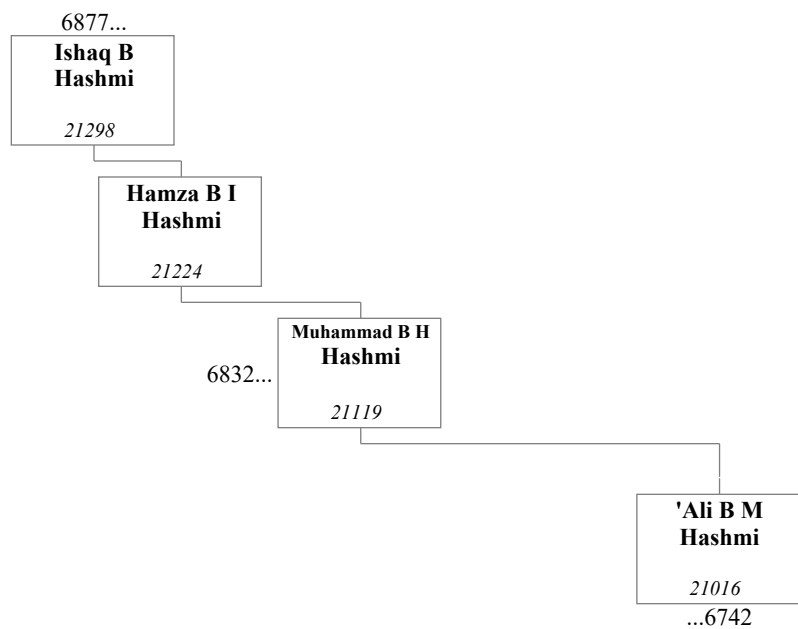 6877...
Ishaq B
Hashmi
21298
Hamza B I
Hashmi
21224
Muhammad B H
Hashmi
6832...
21119
'Ali B M
Hashmi
21016
...6742